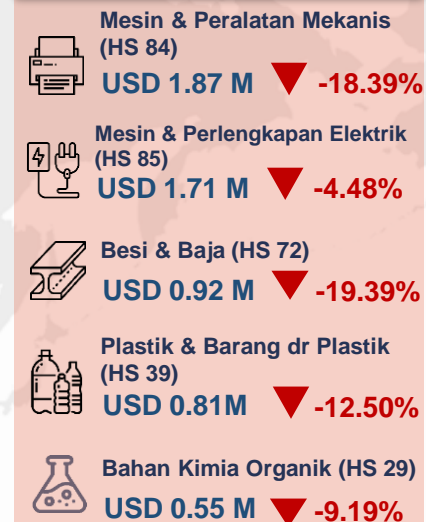 Mesin & Peralatan Mekanis
(HS 84)
USD 1.87 M -18.39%
Mesin & Perlengkapan Elektrik
(HS 85)
USD 1.71 M -4.48%
Besi & Baja (HS 72)
USD 0.92 M -19.39%
Plastik & Barang dr Plastik
(HS 39)
USD 0.81M -12.50%
Bahan Kimia Organik (HS 29)
USD 0.55 M -9.19%